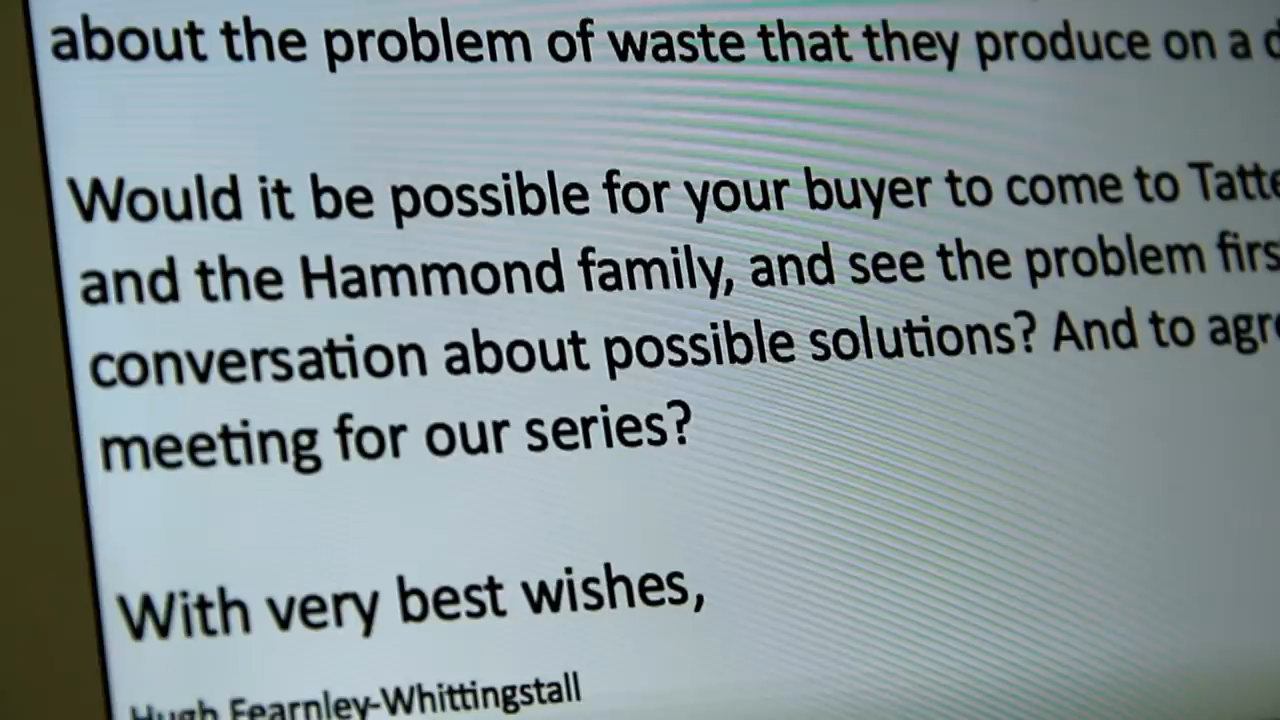 about the problem of waste that they produce on a
Would it be possible for your buyer to come to
and the Hammond family, and see the problem
conversation about possible solutions? And to
meeting for our series?
With very best wishes,
Hugh Fearnley-Whittingstall